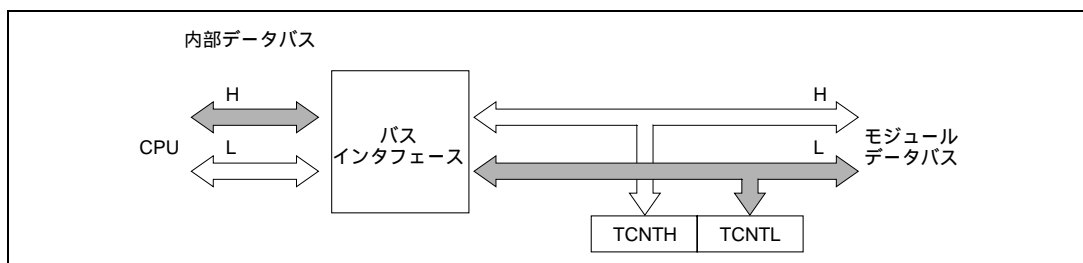 内部データバス
H
CPU
L
バス
インタフェース
H
L
モジュール
データバス
TCNTH
TCNTL